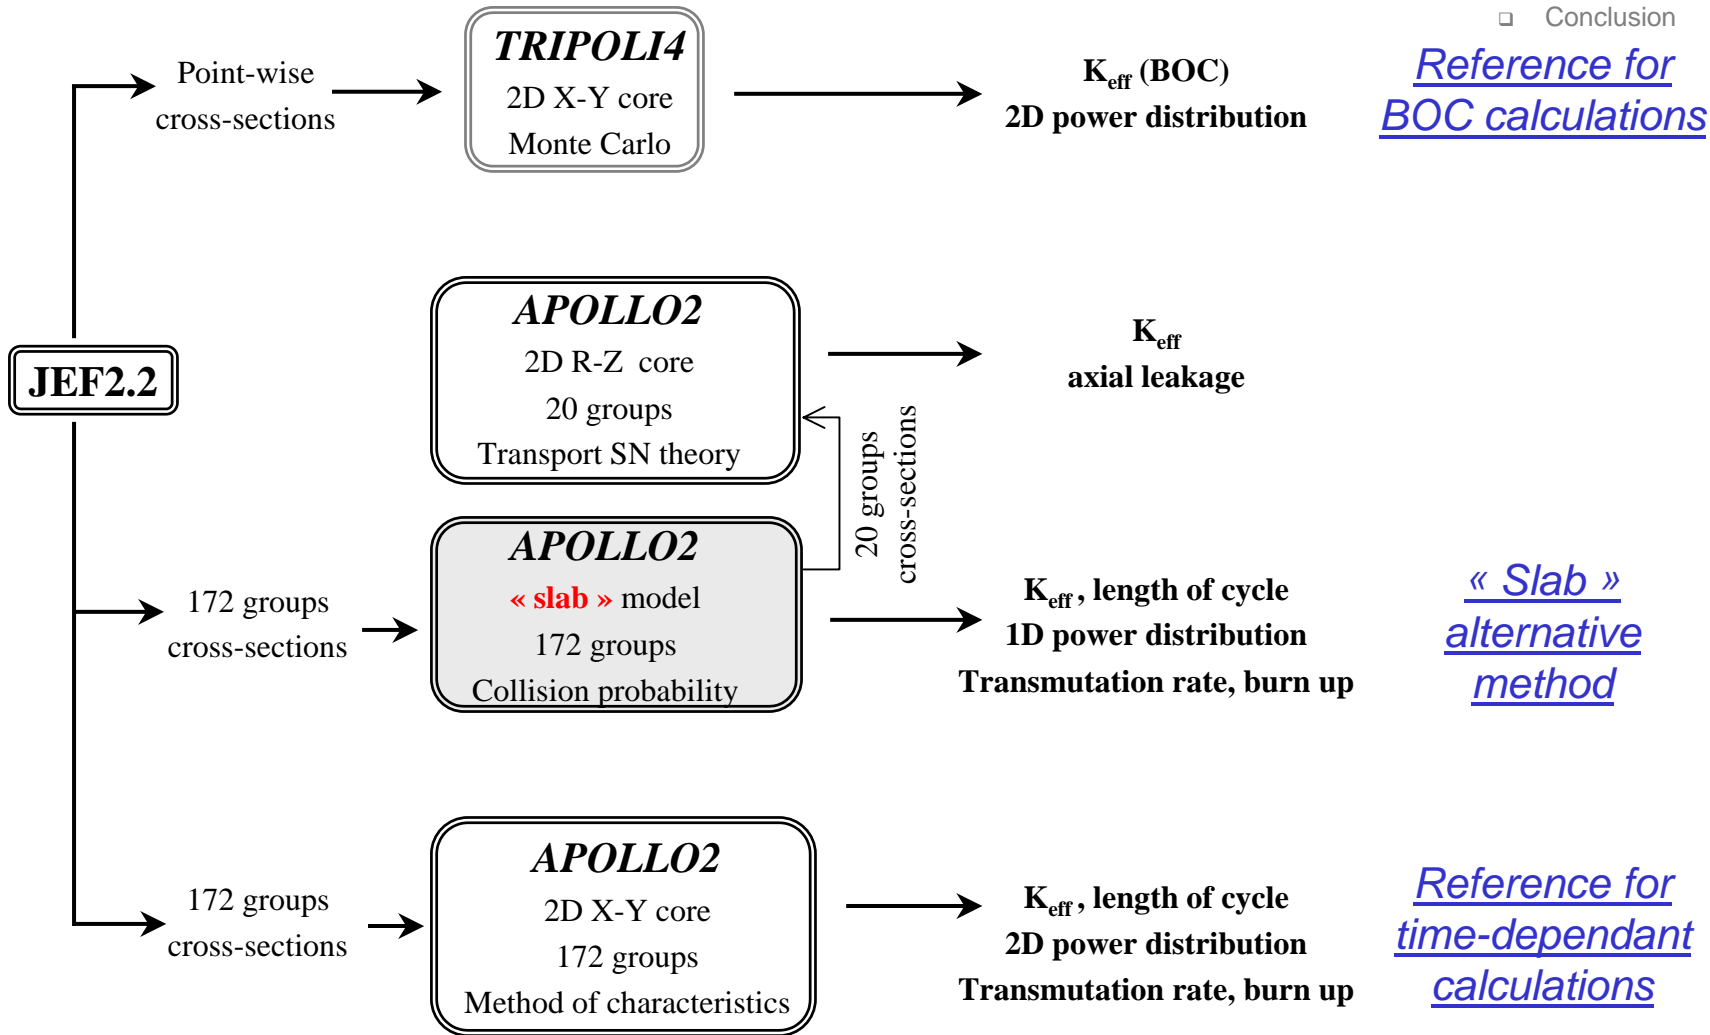 ❑ Conclusion
TRIPOLI4
2D X-Y core
Monte Carlo
Point-wise
cross-sections
Keff (BOC)
2D power distribution
Reference for
BOC calculations
JEF2.2
APOLLO2
2D R-Z core
20 groups
Transport SN theory
Keff
axial leakage
20 groups
cross-sections
172 groups
cross-sections
APOLLO2
« slab » model
172 groups
Collision probability
Keff , length of cycle
1D power distribution
Transmutation rate, burn up
« Slab »
alternative
method
172 groups
cross-sections
APOLLO2
2D X-Y core
172 groups
Method of characteristics
Keff , length of cycle
2D power distribution
Transmutation rate, burn up
Reference for
time-dependant
calculations